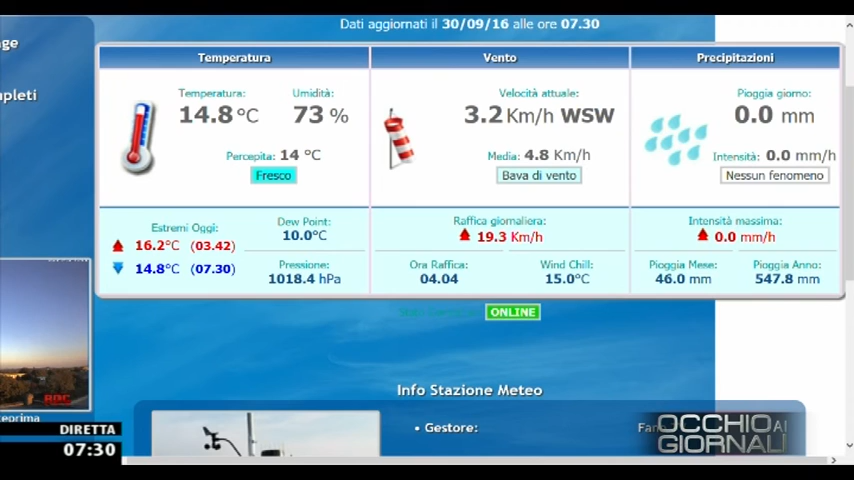 Dati aggiornati il 30/09/16 alle ore 07.30
Temperatura
Vento
Precipitazioni
Temperatura:
14.8 °C
Umidità:
73 %
Percepita: 14 °C
Fresco
Velocità attuale:
3.2 Km/h WSW
Media: 4.8 Km/h
Bava di vento
Pioggia giorno:
0.0 mm
Intensità: 0.0 mm/h
Nessun fenomeno
Estremi Oggi:
16.2°C (03.42)
14.8°C (07.30)
Dew Point:
10.0°C
Pressione:
1018.4 hPa
Raffica giornaliera:
19.3 Km/h
Ora Raffica:
04.04
Wind Chill:
15.0°C
Intensità massima:
0.0 mm/h
Pioggia Mese:
46.0 mm
Pioggia Anno:
547.8 mm
ONLINE
Info Stazione Meteo
• Gestore:
DIRETTA
07:30
OCCHIO AI
GIORNALI